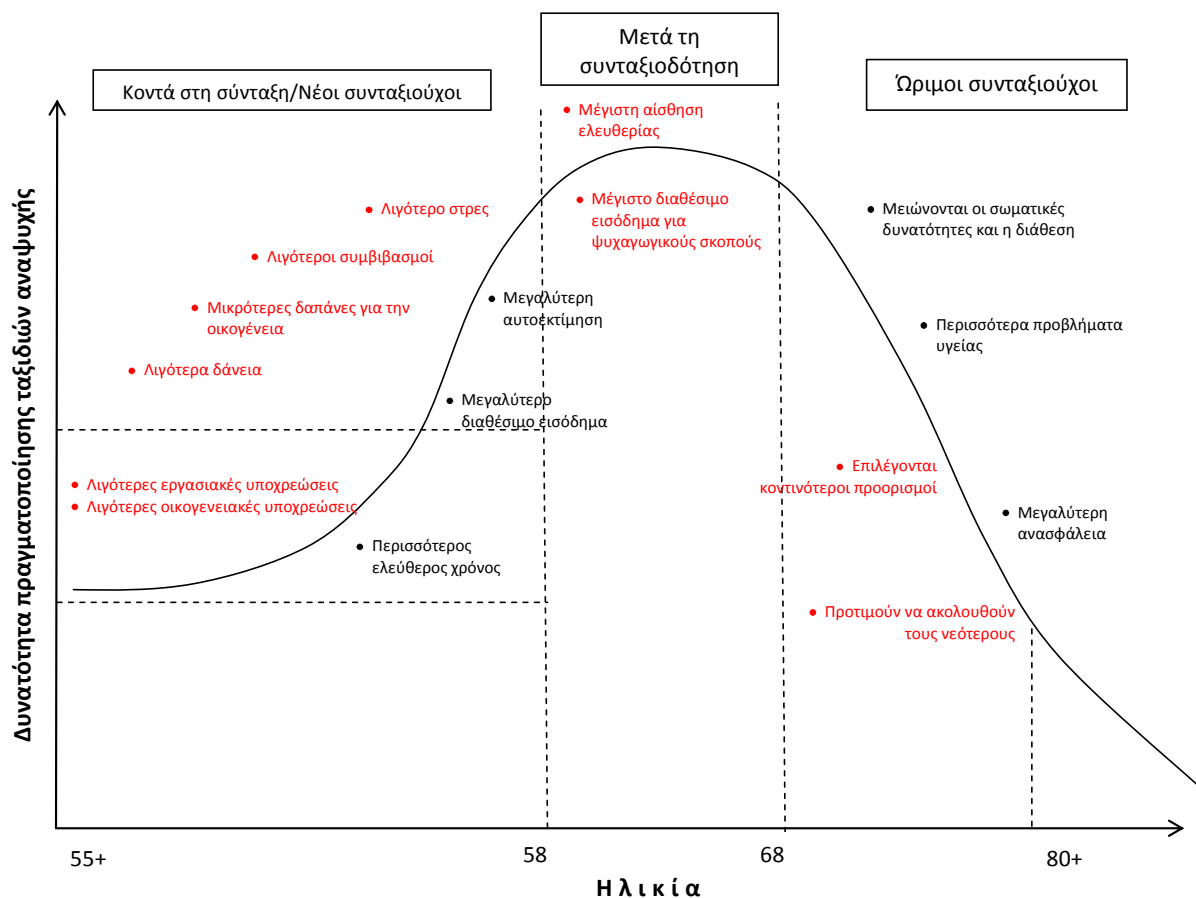 Μετά τη
συνταξιοδότηση
Κοντά στη σύνταξη/Νέοι συνταξιούχοι
Ώριμοι συνταξιούχοι
Δυνατότητα πραγματοποίησης ταξιδιών αναψυχής
• Μέγιστη αίσθηση
ελευθερίας
• Λιγότερο στρες
• Μέγιστο διαθέσιμο
εισόδημα για
ψυχαγωγικούς σκοπούς
• Μειώνονται οι σωματικές
δυνατότητες και η διάθεση
• Λιγότεροι συμβιβασμοί
• Μικρότερες δαπάνες για την
οικογένεια
• Μεγαλύτερη
αυτοεκτίμηση
• Περισσότερα προβλήματα
υγείας
• Λιγότερα δάνεια
• Μεγαλύτερο
διαθέσιμο εισόδημα
• Επιλέγονται
κοντινότεροι προορισμοί
• Λιγότερες εργασιακές υποχρεώσεις
• Λιγότερες οικογενειακές υποχρεώσεις
• Μεγαλύτερη
ανασφάλεια
• Περισσότερος
ελεύθερος χρόνος
• Προτιμούν να ακολουθούν
τους νεότερους
55+
58
68
80+
Η λ ι κ ί α